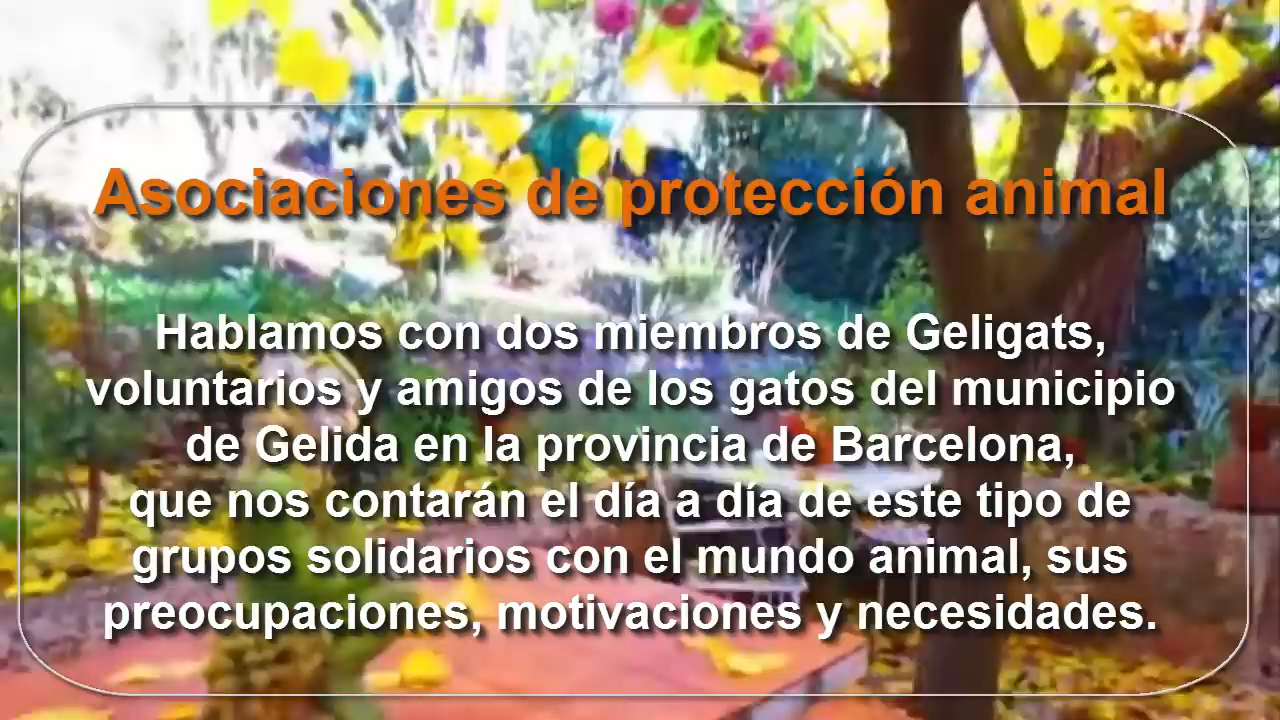 Asociaciones de protección animal
Hablamos con dos miembros de Geligats,
voluntarios y amigos de los gatos del municipio
de Gelida en la provincia de Barcelona,
que nos contarán el día a día de este tipo de
grupos solidarios con el mundo animal, sus
preocupaciones, motivaciones y necesidades.